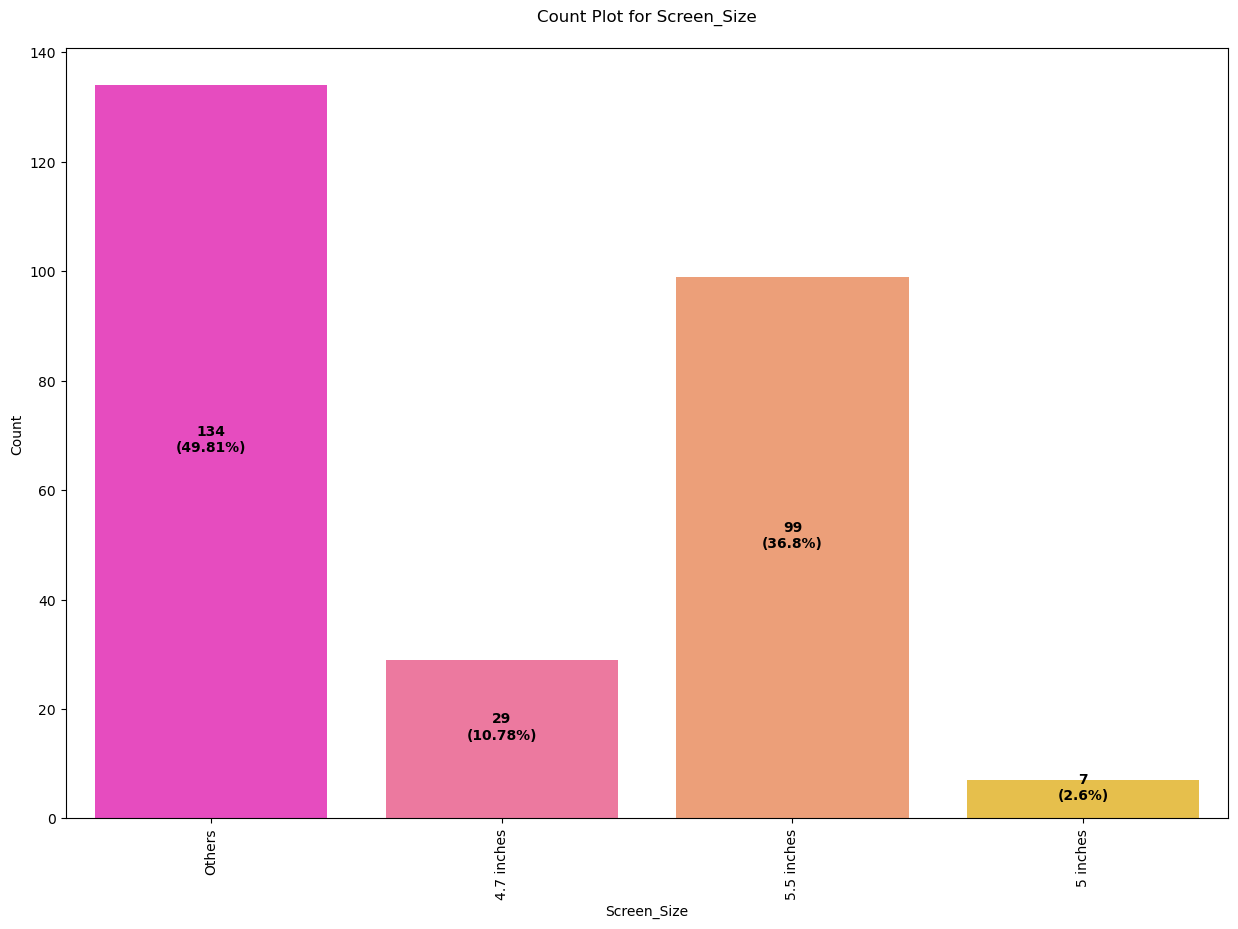 Count Plot for Screen_Size
140
120
100
80
60
40
20
0
Count
134
(49.81%)
29
(10.78%)
99
(36.8%)
7
(2.6%)
Others
4.7 inches
5.5 inches
5 inches
Screen_Size